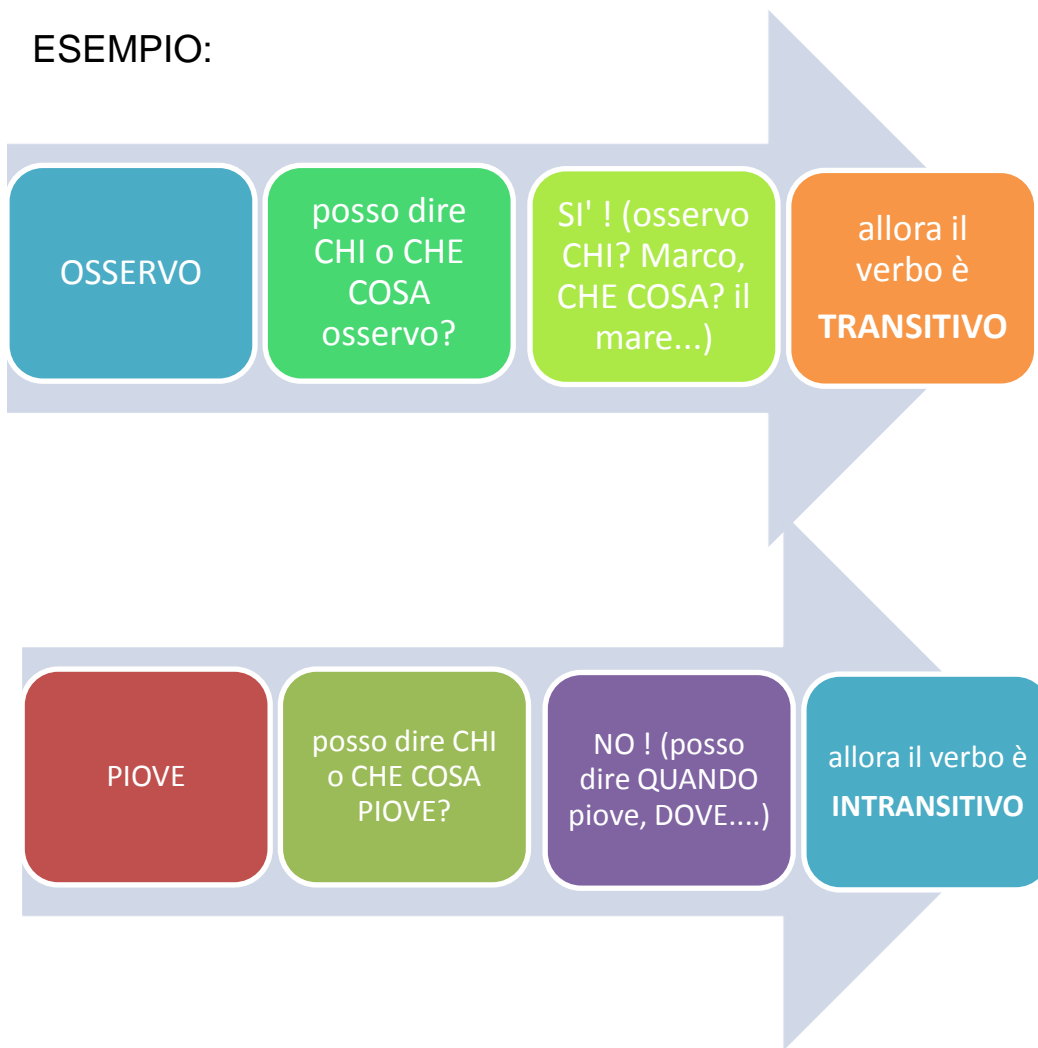 ESEMPIO:
OSSERVO
posso dire
CHI o CHE
COSA
osservo?
SI' ! (osservo
CHI? Marco,
CHE COSA? il
mare...)
allora il
verbo è
TRANSITIVO
PIOVE
posso dire CHI
o CHE COSA
PIOVE?
NO ! (posso
dire QUANDO
piove, DOVE....)
allora il verbo è
INTRANSITIVO